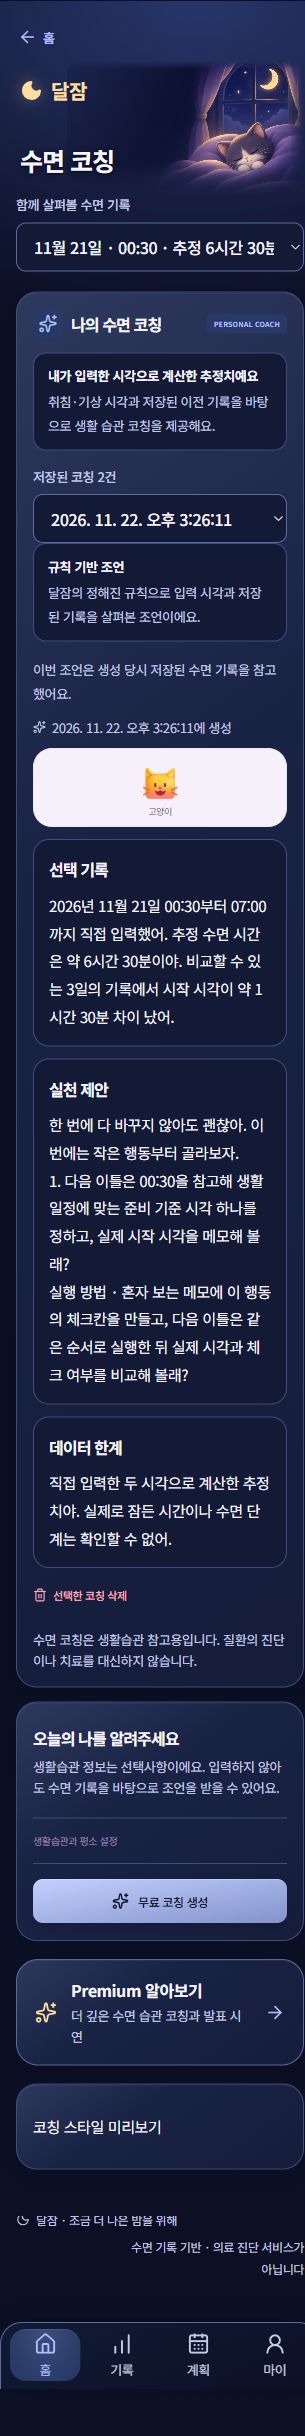 홈
달잠
수면 코칭
함께 살펴볼 수면 기록
11월 21일 · 00:30 · 추정 6시간 30분
나의 수면 코칭
PERSONAL COACH
내가 입력한 시각으로 계산한 추정치예요
취침·기상 시각과 저장된 이전 기록을 바탕
으로 생활 습관 코칭을 제공해요.
저장된 코칭 2건
2026. 11. 22. 오후 3:26:11
규칙 기반 조언
달잠의 정해진 규칙으로 입력 시각과 저장
된 기록을 살펴본 조언이에요.
이번 조언은 생성 당시 저장된 수면 기록을 참고
했어요.
2026. 11. 22. 오후 3:26:11에 생성
고양이
선택 기록
2026년 11월 21일 00:30부터 07:00
까지 직접 입력했어. 추정 수면 시간
은 약 6시간 30분이야. 비교할 수 있
는 3일의 기록에서 시작 시각이 약 1
시간 30분 차이 났어.
실천 제안
한 번에 다 바꾸지 않아도 괜찮아. 이
번에는 작은 행동부터 골라보자.
1. 다음 이틀은 00:30을 참고해 생활
일정에 맞는 준비 기준 시각 하나를
정하고, 실제 시작 시각을 메모해 볼
래?
실행 방법 · 혼자 보는 메모에 이 행동
의 체크칸을 만들고, 다음 이틀은 같
은 순서로 실행한 뒤 실제 시각과 체
크 여부를 비교해 볼래?
데이터 한계
직접 입력한 두 시각으로 계산한 추정
치야. 실제로 잠든 시간이나 수면 단
계는 확인할 수 없어.
선택한 코칭 삭제
수면 코칭은 생활습관 참고용입니다. 질환의 진단
이나 치료를 대신하지 않습니다.
오늘의 나를 알려주세요
생활습관 정보는 선택사항이에요. 입력하지 않아
도 수면 기록을 바탕으로 조언을 받을 수 있어요.
생활습관과 평소 설정
무료 코칭 생성
Premium 알아보기
더 깊은 수면 습관 코칭과 발표 시
연
코칭 스타일 미리보기
달잠 · 조금 더 나은 밤을 위해
수면 기록 기반 · 의료 진단 서비스가
아닙니다
홈
기록
계획
마이